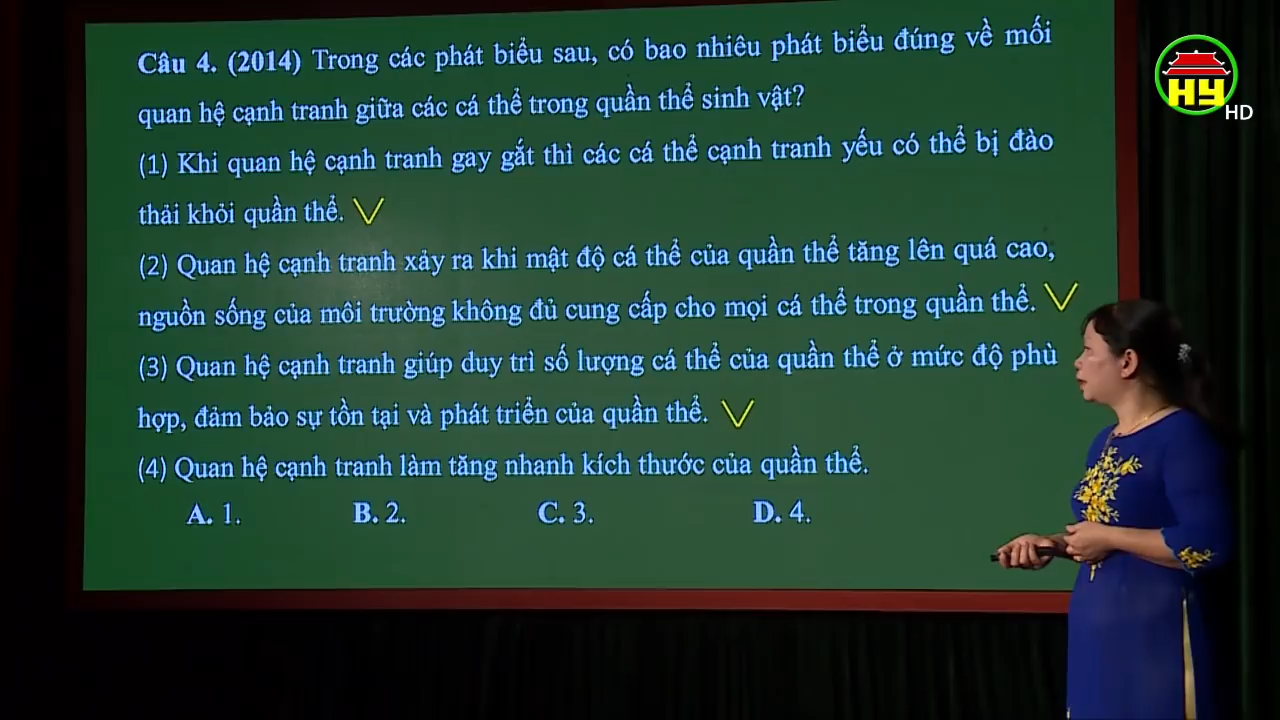 Câu 4. (2014) Trong các phát biểu sau, có bao nhiêu phát biểu đúng về mối
quan hệ cạnh tranh giữa các cá thể trong quần thể sinh vật?
(1) Khi quan hệ cạnh tranh gay gắt thì các cá thể cạnh tranh yếu có thể bị đào
thải khỏi quần thể.
(2) Quan hệ cạnh tranh xảy ra khi mật độ cá thể của quần thể tăng lên quá cao,
nguồn sống của môi trường không đủ cung cấp cho mọi cá thể trong quần thể.
(3) Quan hệ cạnh tranh giúp duy trì số lượng cá thể của quần thể ở mức độ phù
hợp, đảm bảo sự tồn tại và phát triển của quần thể.
(4) Quan hệ cạnh tranh làm tăng nhanh kích thước của quần thể.
A. 1. B. 2. C. 3. D. 4.
HY
HD